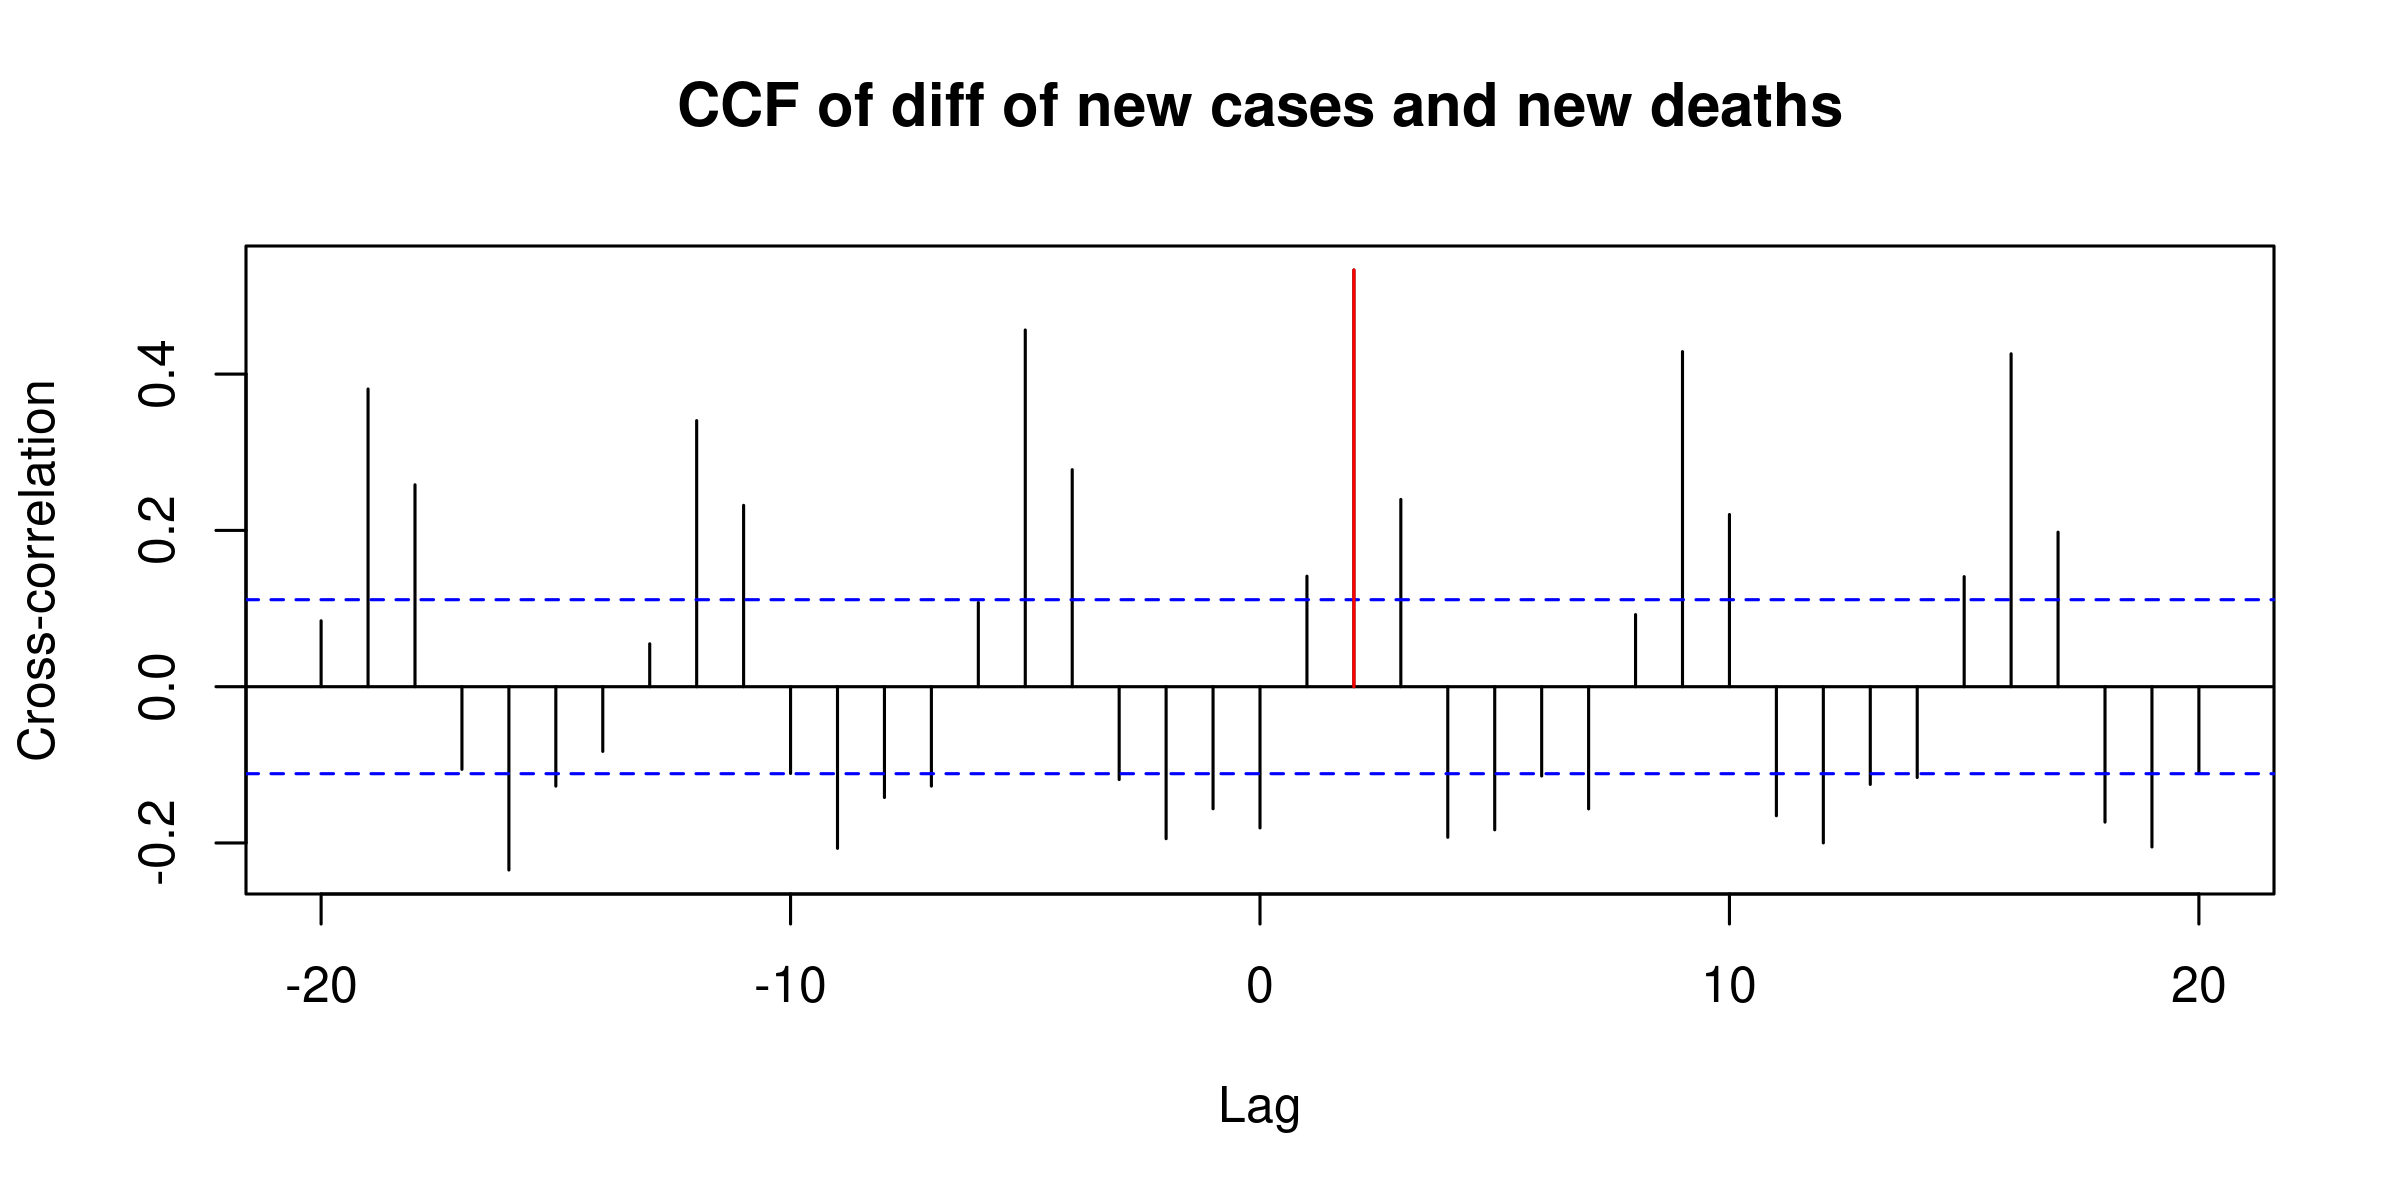 CCF of diff of new cases and new deaths
Cross-correlation
0.4
0.2
0.0
-0.2
-20 -10 0 10 20
Lag